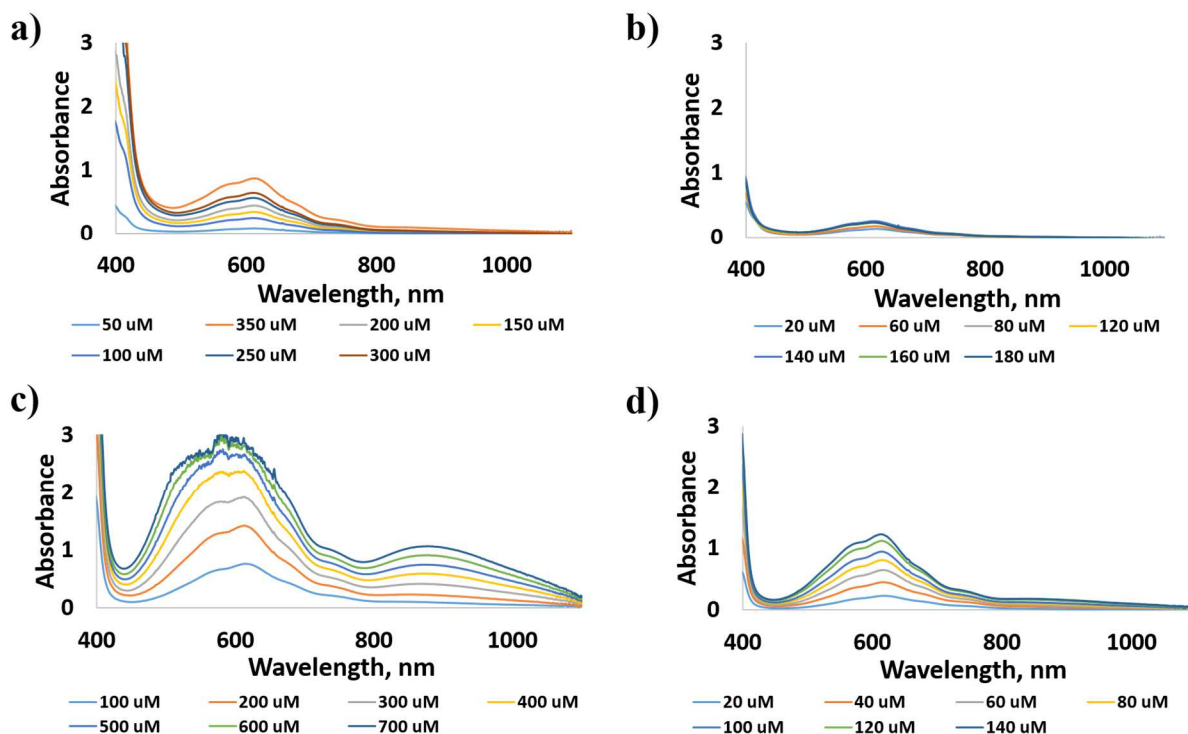 a)
3
2
1
0
Absorbance
400 600 800 1000
Wavelength, nm
50 uM 350 uM 200 uM 150 uM
100 uM 250 uM 300 uM
b)
3
2
1
0
Absorbance
400 600 800 1000
Wavelength, nm
20 uM 60 uM 80 uM 120 uM
140 uM 160 uM 180 uM
c)
3
2
1
0
Absorbance
400 600 800 1000
Wavelength, nm
100 uM 200 uM 300 uM 400 uM
500 uM 600 uM 700 uM
d)
3
2
1
0
Absorbance
400 600 800 1000
Wavelength, nm
20 uM 40 uM 60 uM 80 uM
100 uM 120 uM 140 uM